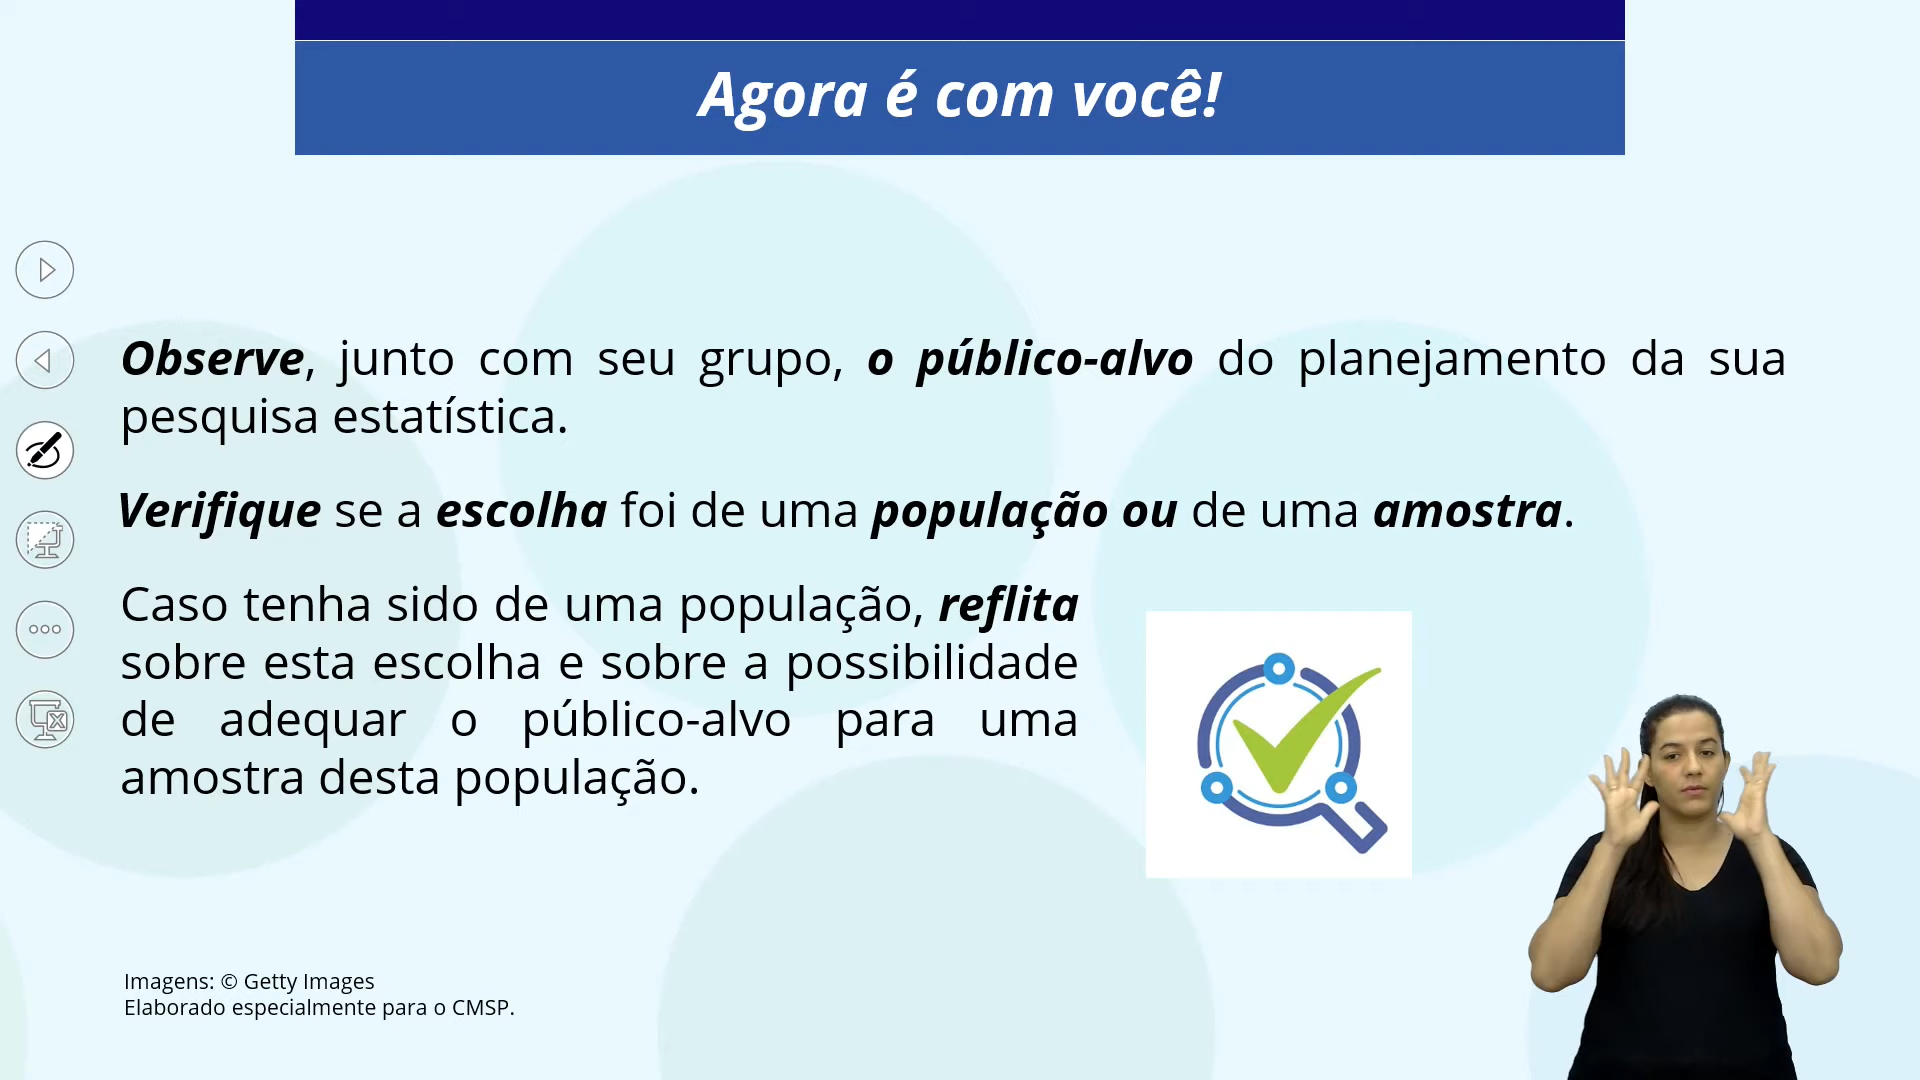 Agora é com você!
Observe, junto com seu grupo, o público-alvo do planejamento da sua
pesquisa estatística.
Verifique se a escolha foi de uma população ou de uma amostra.
Caso tenha sido de uma população, reflita
sobre esta escolha e sobre a possibilidade
de adequar o público-alvo para uma
amostra desta população.
Imagens: © Getty Images
Elaborado especialmente para o CMSP.